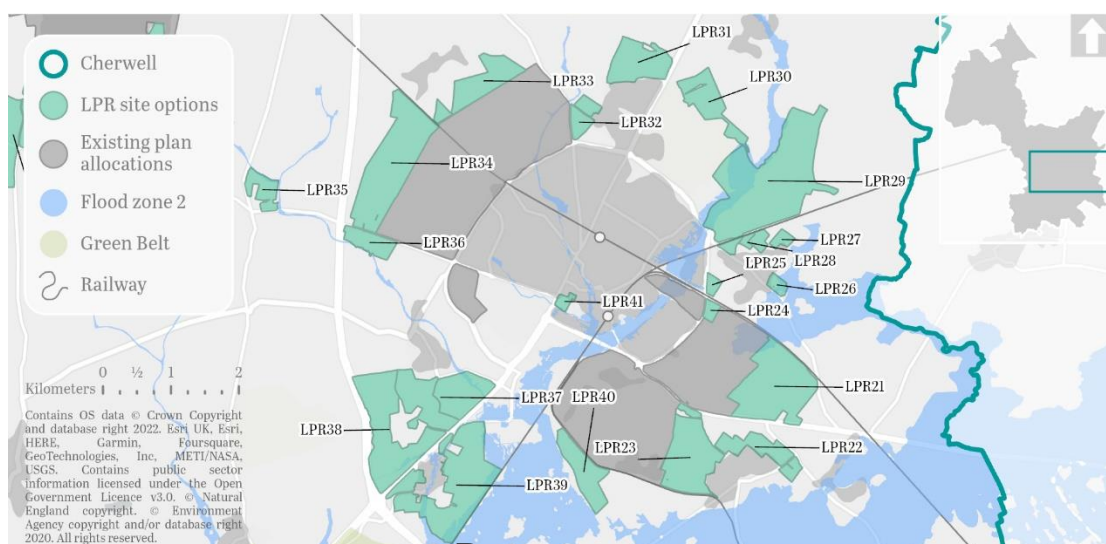 Cherwell
LPR site options
Existing plan
allocations
Flood zone 2
Green Belt
Railway
0 ½ 1 2
Kilometers
Contains OS data © Crown Copyright
and database right 2022. Esri UK, Esri,
HERE, Garmin, Foursquare,
GeoTechnologies, Inc, METI/NASA,
USGS. Contains public sector
information licensed under the Open
Government Licence v3.0. © Natural
England copyright. © Environment
Agency copyright and/or database right
2020. All rights reserved.
LPR31
LPR30
LPR33
LPR32
LPR34
LPR35
LPR29
LPR36
LPR27
LPR28
LPR25
LPR26
LPR41
LPR24
LPR21
LPR37
LPR40
LPR38
LPR23
LPR22
LPR39